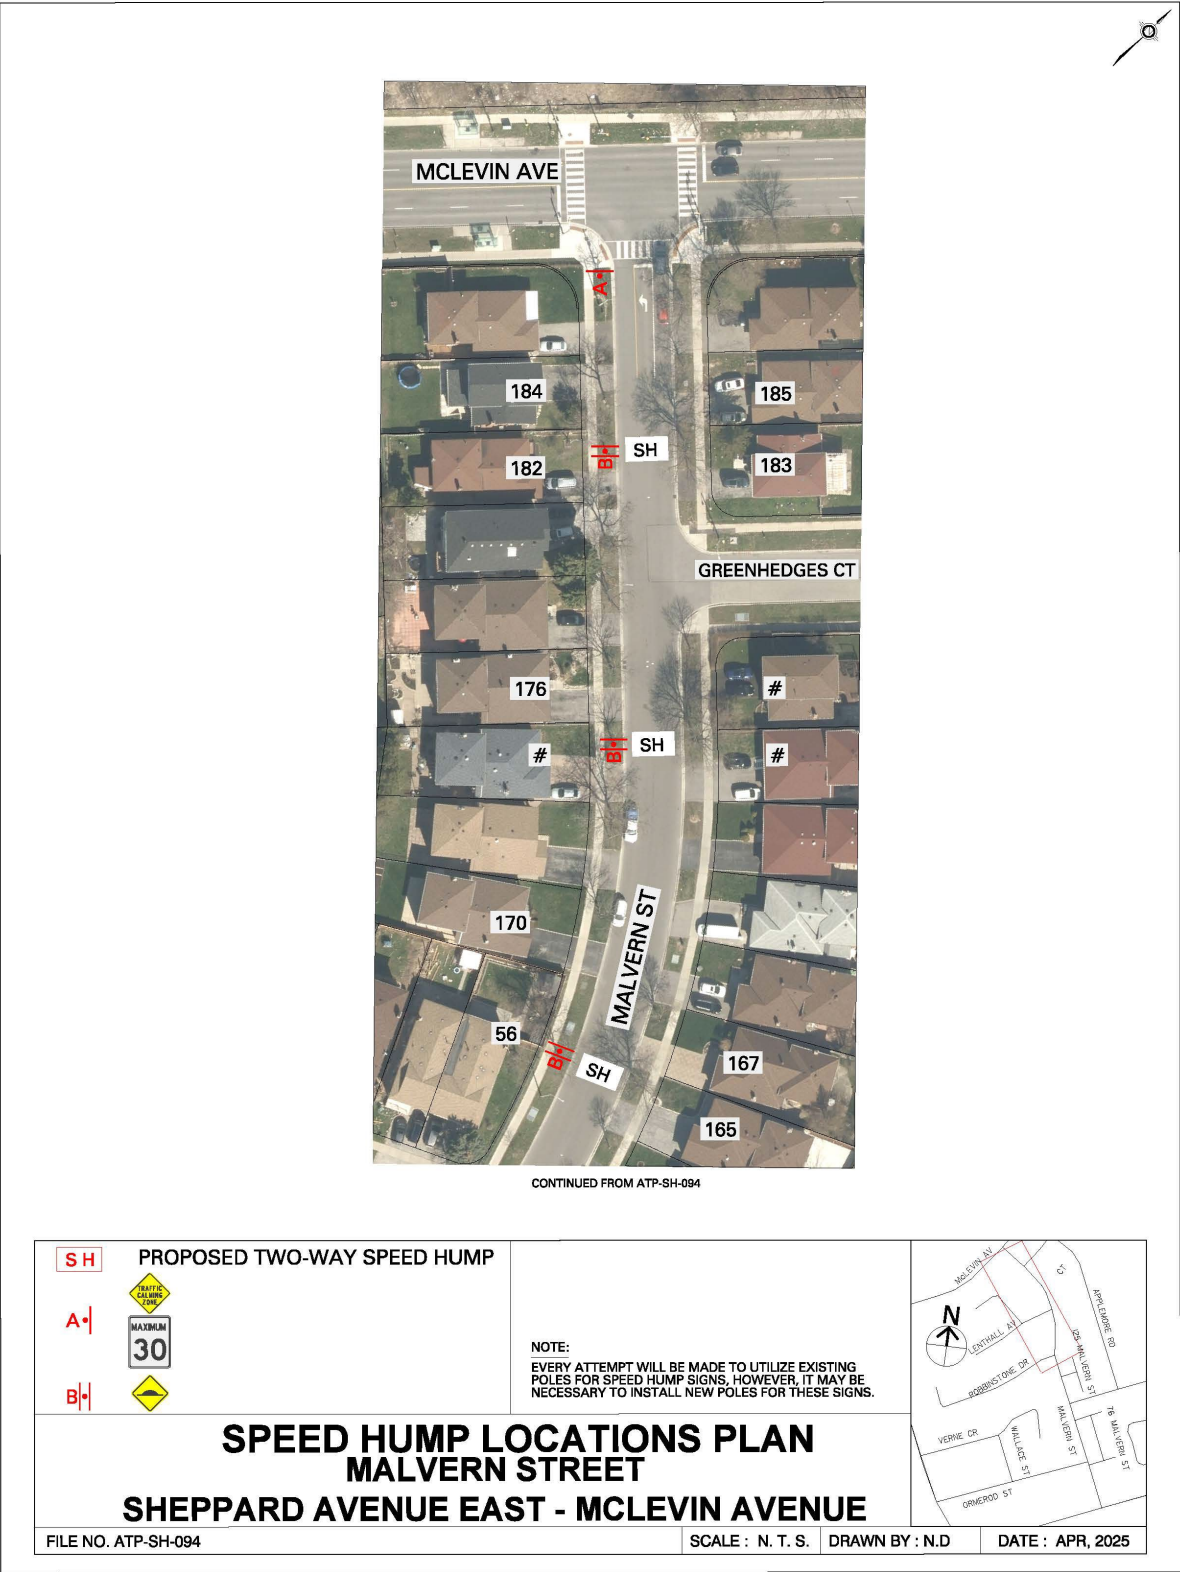 MCLEVIN AVE
A
184
185
B
SH
182
183
GREENHEDGES CT
176
#
#
B
SH
#
170
MALVERN ST
56
B
SH
167
165
CONTINUED FROM ATP-SH-094
SH
PROPOSED TWO-WAY SPEED HUMP
TRAFFIC
CALMING
ZONE
A
MAXIMUM
30
B
NOTE:
EVERY ATTEMPT WILL BE MADE TO UTILIZE EXISTING
POLES FOR SPEED HUMP SIGNS, HOWEVER, IT MAY BE
NECESSARY TO INSTALL NEW POLES FOR THESE SIGNS.
McLEVIN AV
CT
APPLEMORE RD
N
LENTHALL AV
125 MALVERN ST
ROBBINSTONE DR
MALVERN ST
76 MALVERN ST
VERNE CR
WALLACE ST
ORMEROD ST
SPEED HUMP LOCATIONS PLAN
MALVERN STREET
SHEPPARD AVENUE EAST - MCLEVIN AVENUE
FILE NO. ATP-SH-094
SCALE : N. T. S.
DRAWN BY : N.D
DATE : APR, 2025